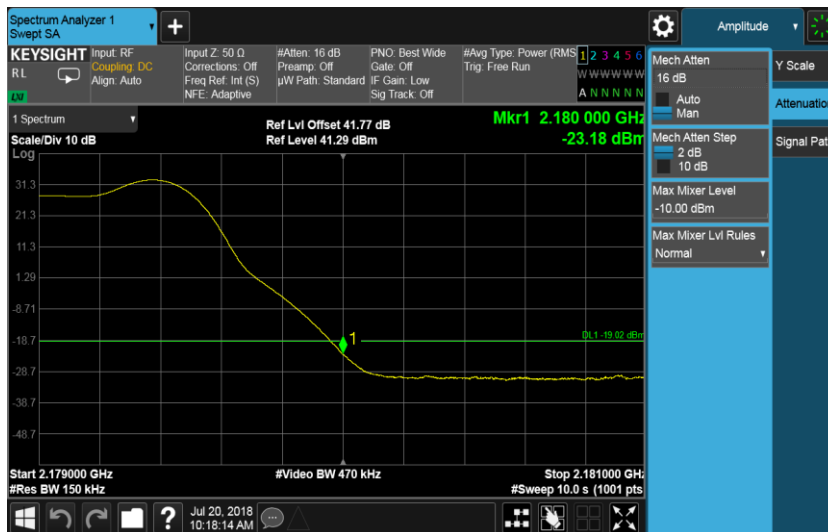 Spectrum Analyzer 1
Swept SA
+
Amplitude
KEYSIGHT
R L
LXI
Input: RF
Coupling: DC
Align: Auto
Input Z: 50 Ω
Corrections: Off
Freq Ref: Int (S)
NFE: Adaptive
#Atten: 16 dB
Preamp: Off
µW Path: Standard
PNO: Best Wide
Gate: Off
IF Gain: Low
Sig Track: Off
#Avg Type: Power (RMS
Trig: Free Run
1 2 3 4 5 6
W W W W W W
A N N N N N
1 Spectrum
Scale/Div 10 dB
Log
Ref Lvl Offset 41.77 dB
Ref Level 41.29 dBm
Mkr1 2.180 000 GHz
-23.18 dBm
31.3
21.3
11.3
1.29
-8.71
-18.7
-28.7
-38.7
-48.7
1
DL1 -19.02 dBm
Start 2.179000 GHz
#Res BW 150 kHz
#Video BW 470 kHz
Stop 2.181000 GHz
#Sweep 10.0 s (1001 pts
Mech Atten
16 dB
Auto
Man
Mech Atten Step
2 dB
10 dB
Max Mixer Level
-10.00 dBm
Max Mixer Lvl Rules
Normal
Y Scale
Attenuation
Signal Pat
?
Jul 20, 2018
10:18:14 AM